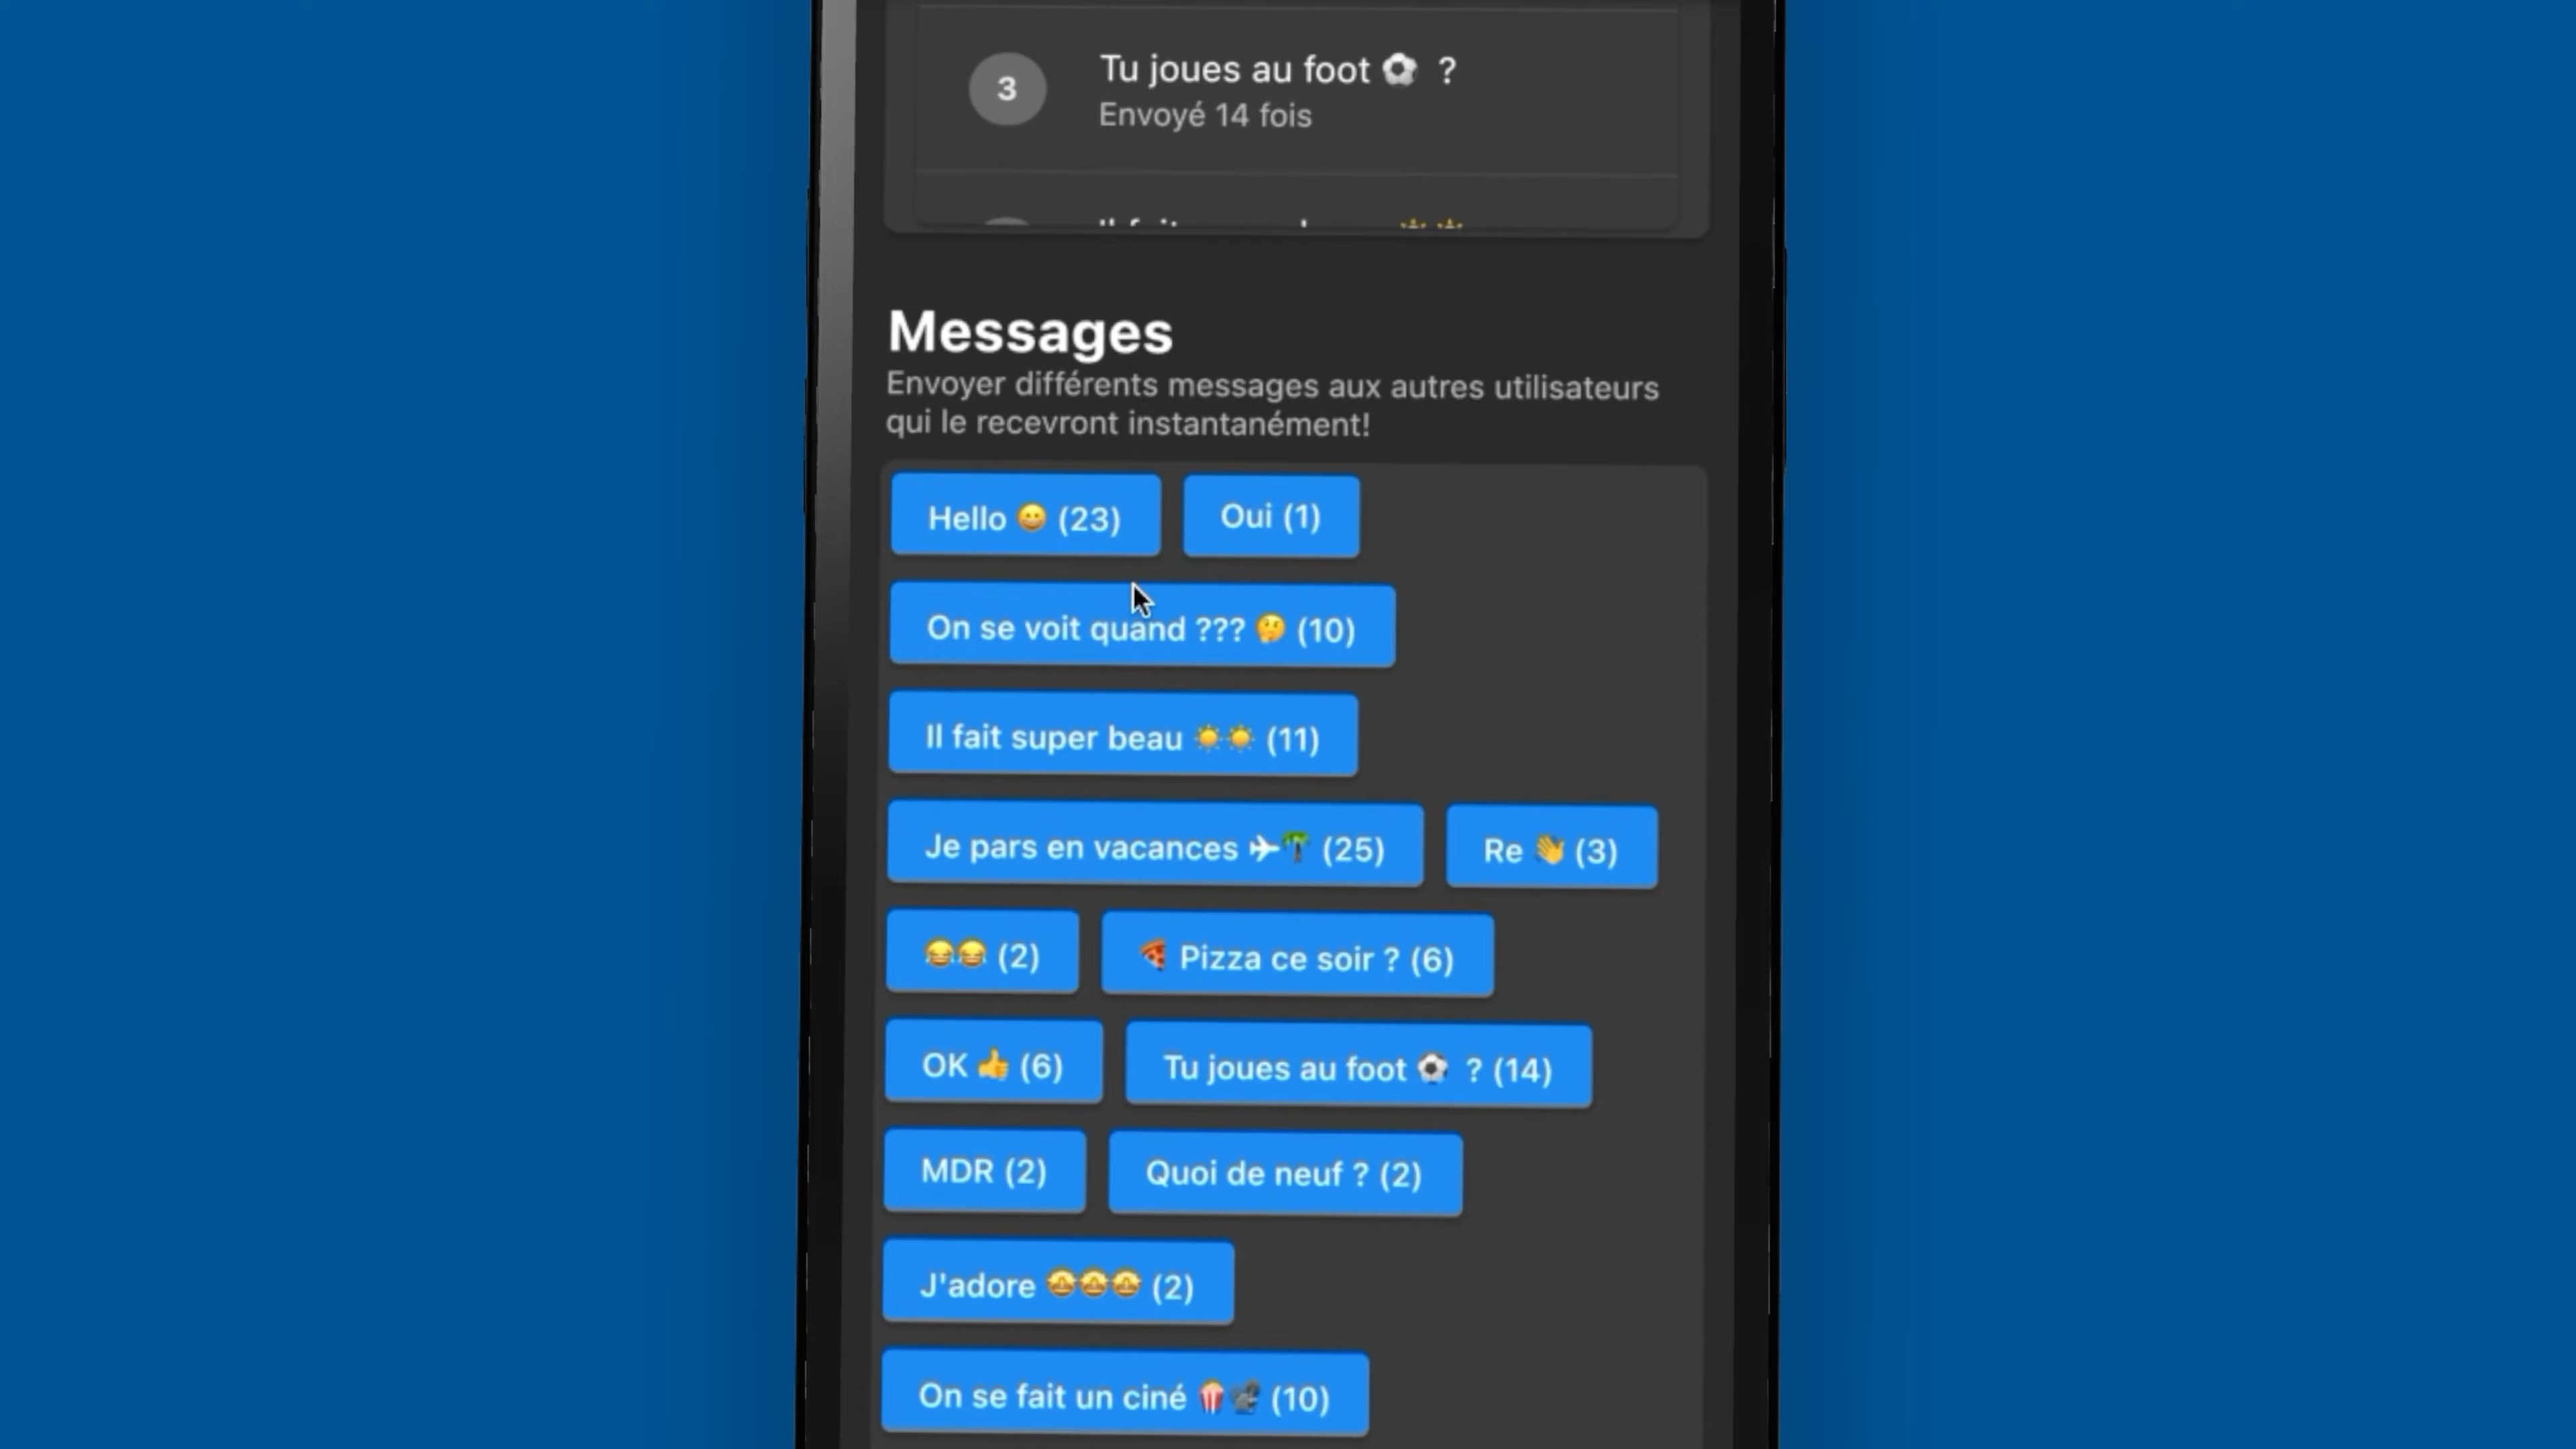 3
Tu joues au foot ⚽ ?
Envoyé 14 fois
Messages
Envoyer différents messages aux autres utilisateurs
qui le recevront instantanément!
Hello 😀 (23)
Oui (1)
On se voit quand ??? 🤔 (10)
Il fait super beau ☀️☀️ (11)
Je pars en vacances ✈🌴 (25)
Re 👋 (3)
😂😂 (2)
🍕 Pizza ce soir ? (6)
OK 👍 (6)
Tu joues au foot ⚽ ? (14)
MDR (2)
Quoi de neuf ? (2)
J'adore 🤩🤩🤩 (2)
On se fait un ciné 🍿📽 (10)